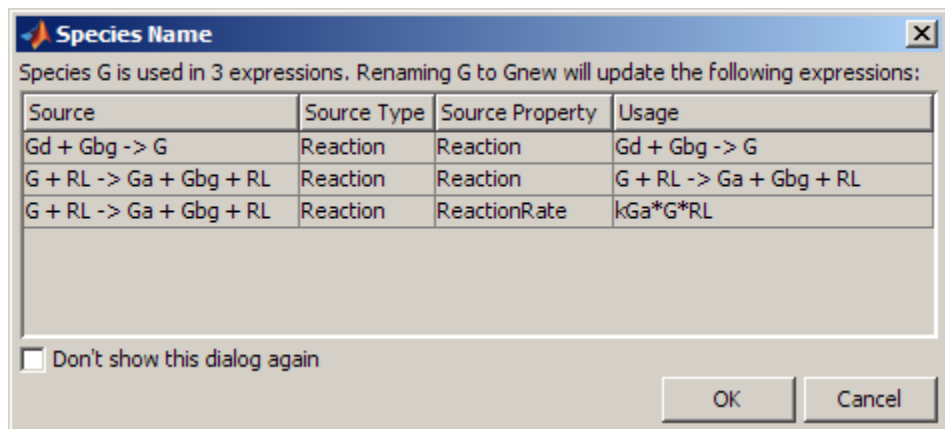 Species Name
Species G is used in 3 expressions. Renaming G to Gnew will update the following expressions:
Source Source Type Source Property Usage
Gd + Gbg -> G Reaction Reaction Gd + Gbg -> G
G + RL -> Ga + Gbg + RL Reaction Reaction G + RL -> Ga + Gbg + RL
G + RL -> Ga + Gbg + RL Reaction ReactionRate kGa*G*RL
Don't show this dialog again
OK Cancel